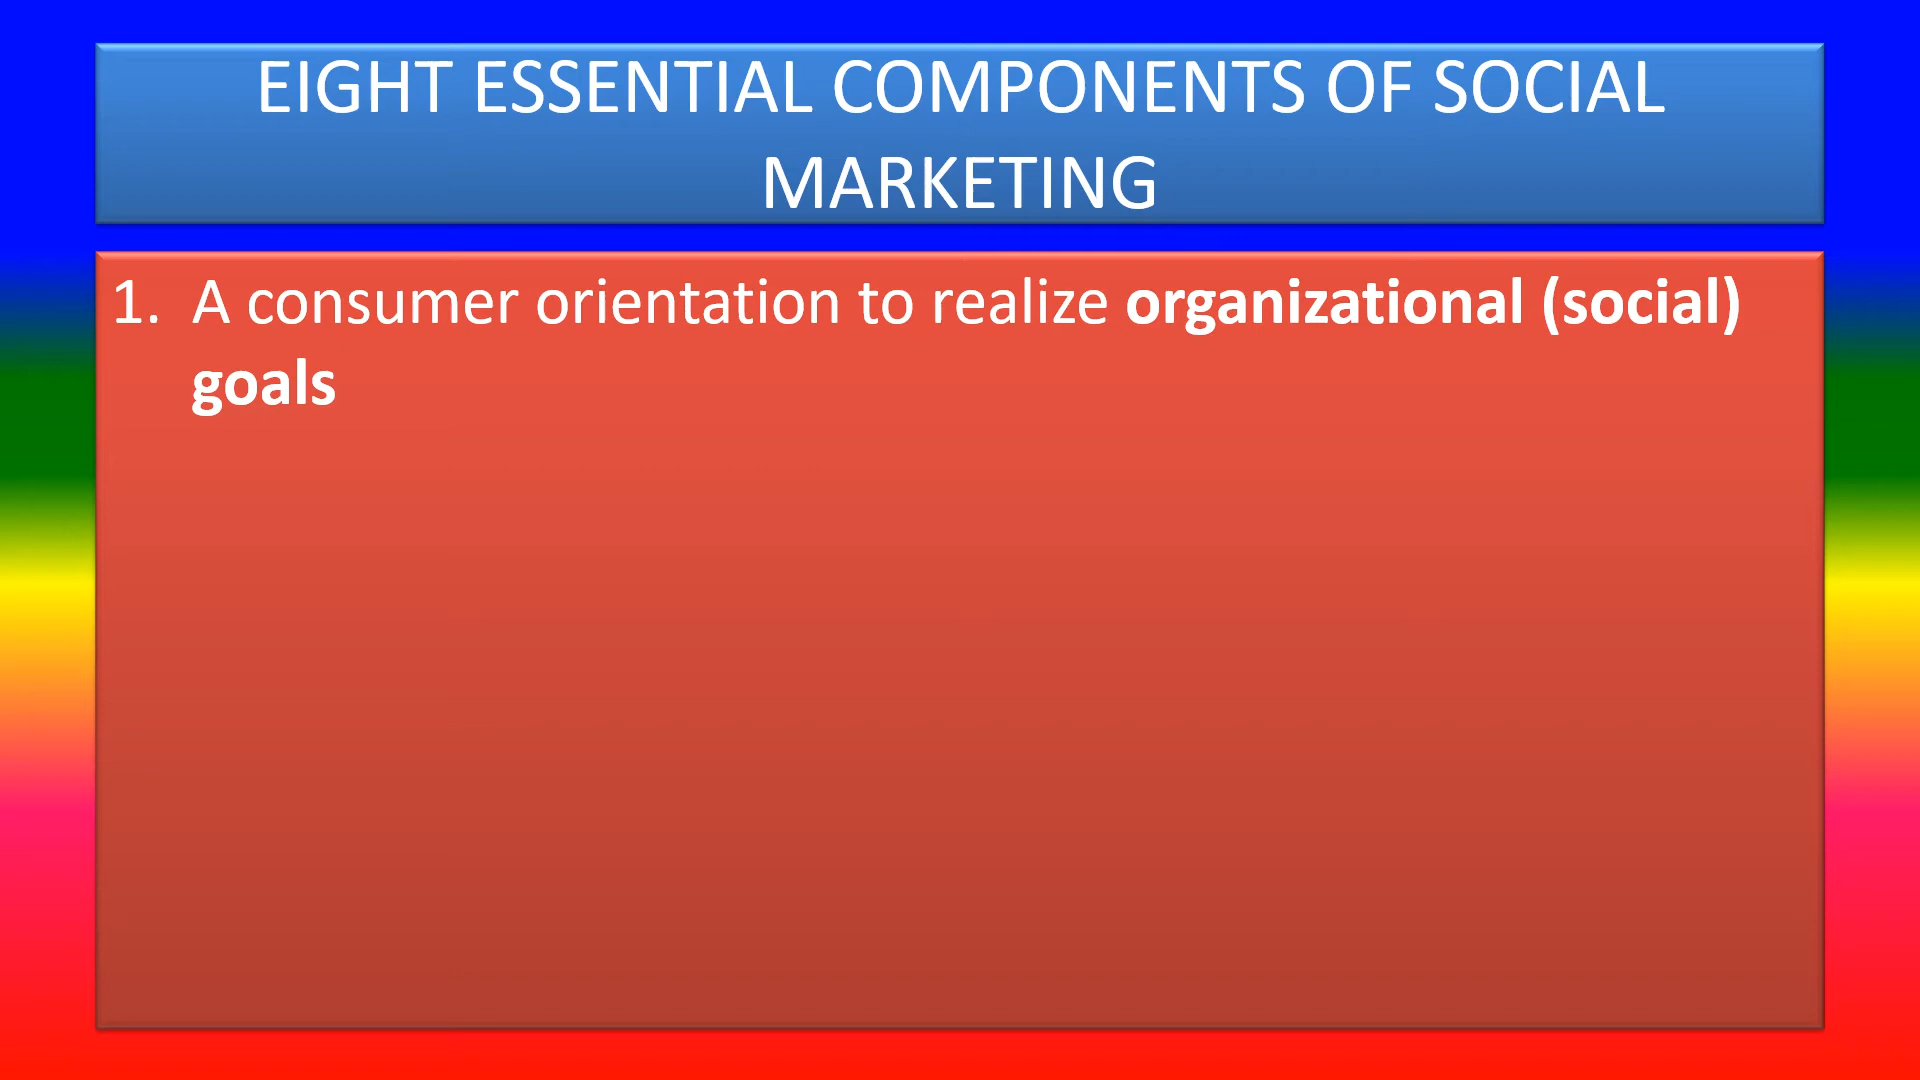 EIGHT ESSENTIAL COMPONENTS OF SOCIAL
MARKETING
1. A consumer orientation to realize organizational (social)
goals